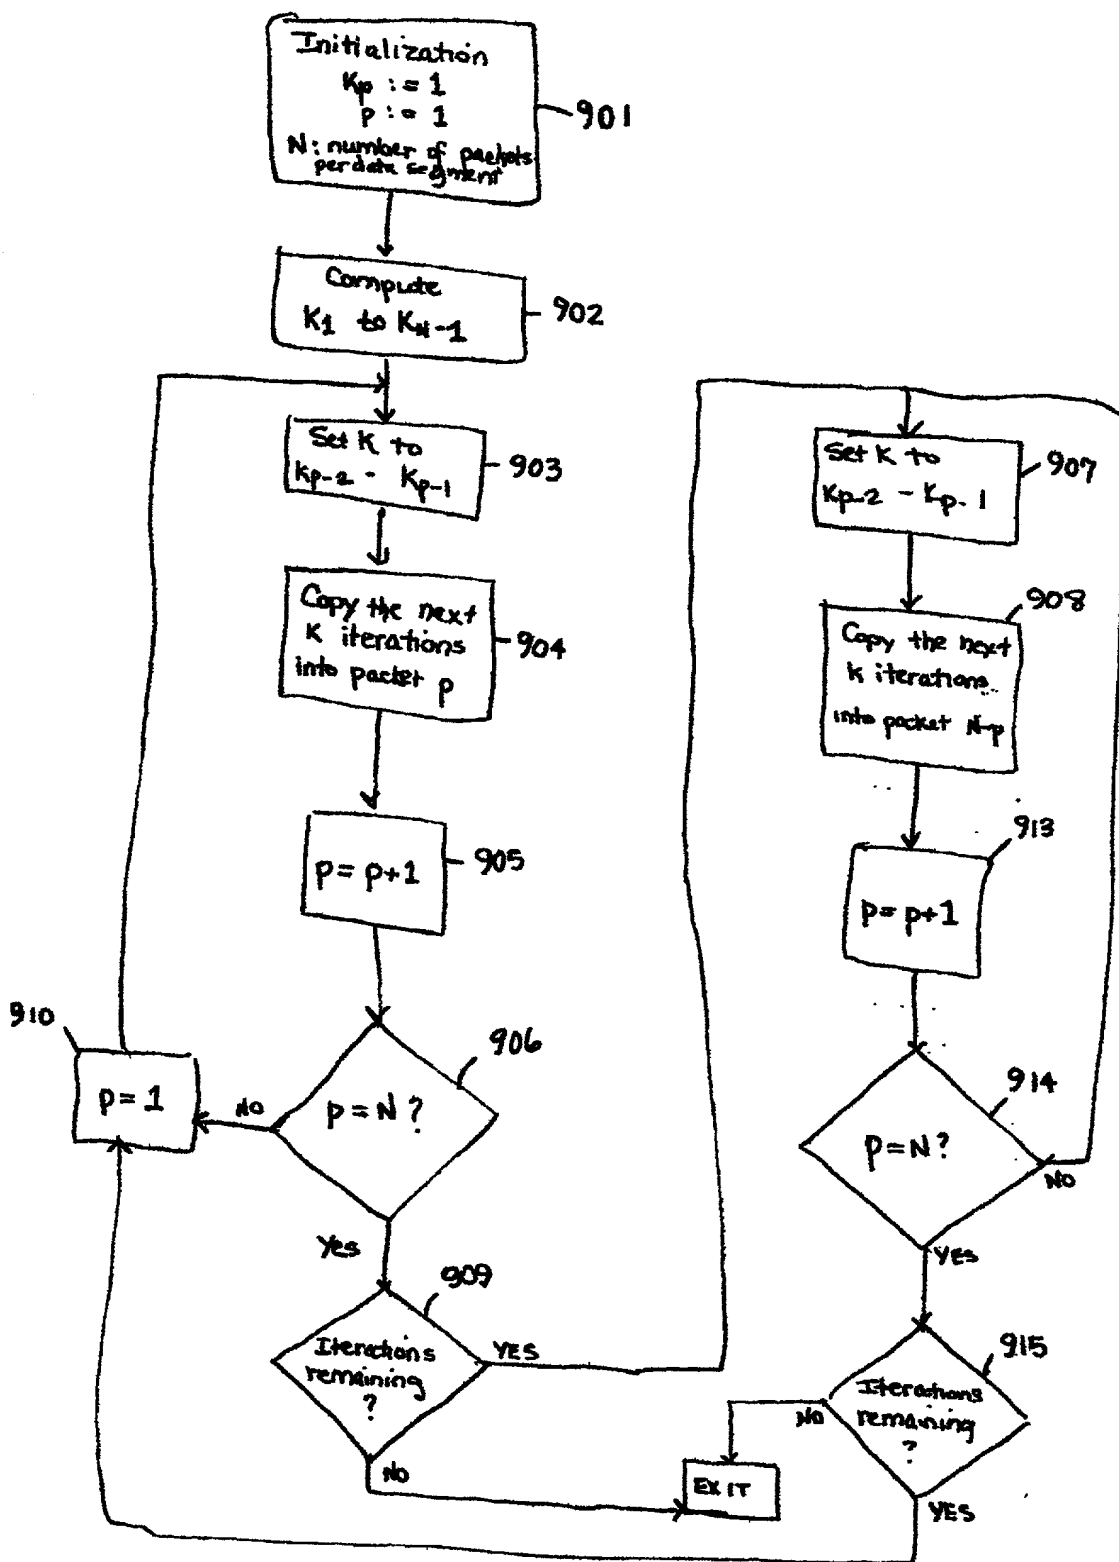 Initialization
Kp := 1
p := 1
N: number of packets
per data segment
901
Compute
K1 to KN-1
902
Set K to
Kp-2 - Kp-1
903
Copy the next
K iterations
into packet p
904
p = p+1
905
p = N ?
906
NO
Yes
910
p = 1
Iterations
remaining
?
909
YES
NO
Set K to
Kp-2 - Kp-1
907
Copy the next
K iterations
into packet N-p
908
p = p+1
913
p = N ?
914
NO
YES
Iterations
remaining
?
915
NO
YES
EXIT